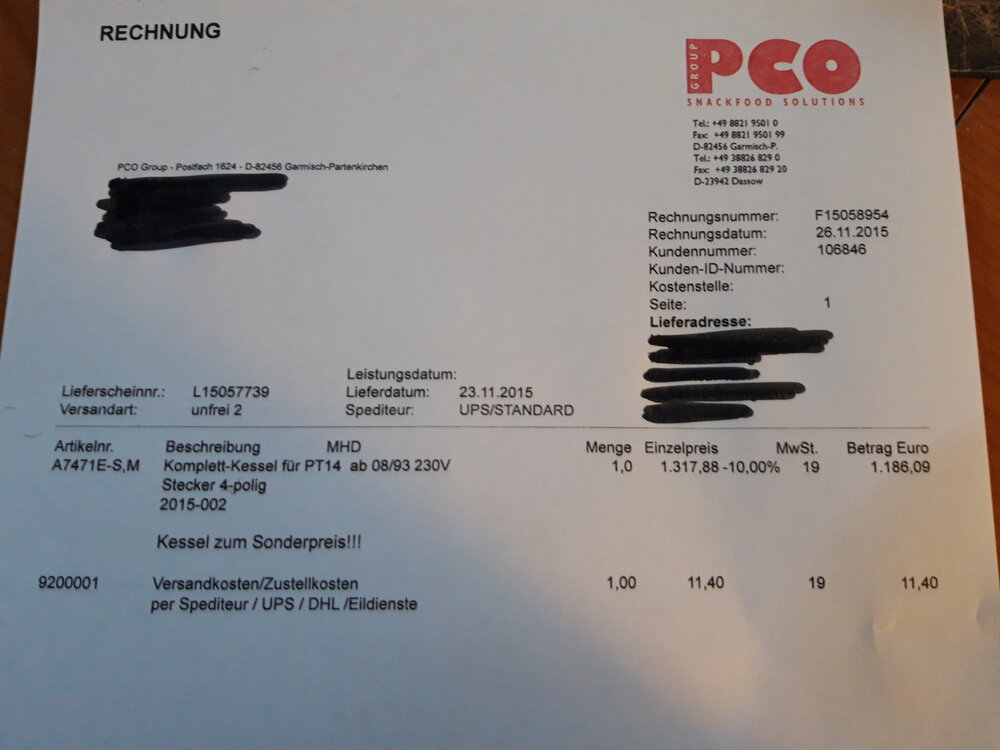 RECHNUNG
GROUP
PCO
SNACKFOOD SOLUTIONS
Tel.: +49 8821 9501 0
Fax: +49 8821 9501 99
D-82456 Garmisch-P.
Tel.: +49 38826 829 0
Fax: +49 38826 829 20
D-23942 Dassow
PCO Group - Postfach 1624 - D-82456 Garmisch-Partenkirchen
Rechnungsnummer: F15058954
Rechnungsdatum: 26.11.2015
Kundennummer: 106846
Kunden-ID-Nummer:
Kostenstelle:
Seite: 1
Lieferadresse:
Leistungsdatum:
Lieferscheinnr.: L15057739 Lieferdatum: 23.11.2015
Versandart: unfrei 2 Spediteur: UPS/STANDARD
Artikelnr. Beschreibung MHD Menge Einzelpreis MwSt. Betrag Euro
A7471E-S,M Komplett-Kessel für PT14 ab 08/93 230V 1,0 1.317,88 -10,00% 19 1.186,09
Stecker 4-polig
2015-002
Kessel zum Sonderpreis!!!
9200001 Versandkosten/Zustellkosten 1,00 11,40 19 11,40
per Spediteur / UPS / DHL /Eildienste